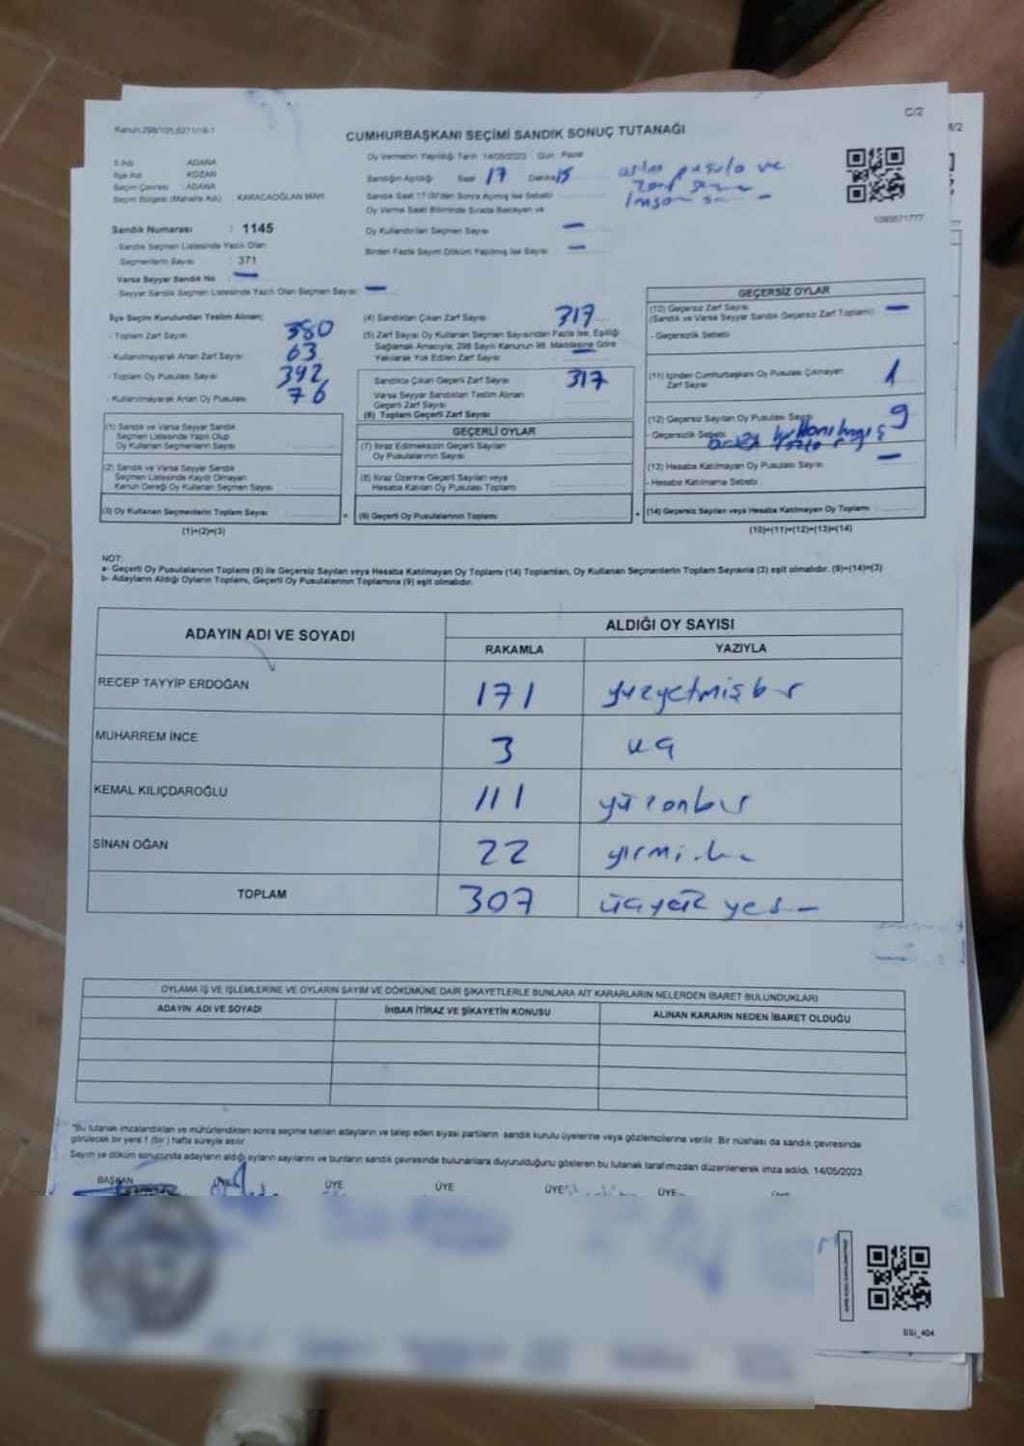 C/2
CUMHURBAŞKANI SEÇİMİ SANDIK SONUÇ TUTANAĞI
Oy Vermenin Yapıldığı Tarih 14/05/2023 Gün Pazar
İl Adı ADANA
İlçe Adı KOZAN
Seçim Çevresi : ADANA
Seçim Bölgesi (Mahalle Adı) : KARACAOĞLAN MAH
Sandığın Açıldığı Saat 17 Dakika 15
Sandık Saat 17:00'den Sonra Açılmış İse Sebebi
Oy Verme Saati Bitiminde Sırada Bekleyen ve
Oy Kullandırılan Seçmen Sayısı -
Birden Fazla Sayım Döküm Yapılmış İse Sayısı -
aslın pusula ve
1095571777
Sandık Numarası : 1145
- Sandık Seçmen Listesinde Yazılı Olan
Seçmenlerin Sayısı : 371
Varsa Seyyar Sandık No -
- Seyyar Sandık Seçmen Listesinde Yazılı Olan Seçmen Sayısı -
İlçe Seçim Kurulundan Teslim Alınan;
- Toplam Zarf Sayısı 380
- Kullanılmayarak Artan Zarf Sayısı 63
- Toplam Oy Pusulası Sayısı 392
- Kullanılmayarak Artan Oy Pusulası 76
(1) Sandık ve Varsa Seyyar Sandık
Seçmen Listesinde Yazılı Olup
Oy Kullanan Seçmenlerin Sayısı
(2) Sandık ve Varsa Seyyar Sandık
Seçmen Listesinde Kayıtlı Olmayan
Kanun Gereği Oy Kullanan Seçmen Sayısı
(3) Oy Kullanan Seçmenlerin Toplam Sayısı
(1)+(2)=(3)
(4) Sandıktan Çıkan Zarf Sayısı 317
(5) Zarf Sayısı Oy Kullanan Seçmen Sayısından Fazla İse, Eşitliği
Sağlamak Amacıyla; 298 Sayılı Kanunun 98. Maddesine Göre
Yakılarak Yok Edilen Zarf Sayısı -
Sandıkta Çıkan Geçerli Zarf Sayısı 317
Varsa Seyyar Sandıktan Teslim Alınan
Geçerli Zarf Sayısı
(6) Toplam Geçerli Zarf Sayısı
GEÇERLİ OYLAR
(7) İtiraz Edilmeksizin Geçerli Sayılan
Oy Pusulalarının Sayısı
(8) İtiraz Üzerine Geçerli Sayılan veya
Hesaba Katılan Oy Pusulası Toplamı
(9) Geçerli Oy Pusulalarının Toplamı
GEÇERSİZ OYLAR
(10) Geçersiz Zarf Sayısı -
(Sandık ve Varsa Seyyar Sandık Geçersiz Zarf Toplamı)
- Geçersizlik Sebebi
(11) İçinden Cumhurbaşkanı Oy Pusulası Çıkmayan 1
Zarf Sayısı
(12) Geçersiz Sayılan Oy Pusulası Sayısı 9
- Geçersizlik Sebebi
(13) Hesaba Katılmayan Oy Pusulası Sayısı -
- Hesaba Katılmama Sebebi
(14) Geçersiz Sayılan veya Hesaba Katılmayan Oy Toplamı
(10)+(11)+(12)+(13)=(14)
NOT:
a- Geçerli Oy Pusulalarının Toplamı (9) ile Geçersiz Sayılan veya Hesaba Katılmayan Oy Toplamı (14) Toplamları, Oy Kullanan Seçmenlerin Toplam Sayısına (3) eşit olmalıdır. (9)+(14)=(3)
b- Adayların Aldığı Oyların Toplamı, Geçerli Oy Pusulalarının Toplamına (9) eşit olmalıdır.
ADAYIN ADI VE SOYADI ALDIĞI OY SAYISI
RAKAMLA YAZIYLA
RECEP TAYYİP ERDOĞAN 171 yüzyetmişbir
MUHARREM İNCE 3 üç
KEMAL KILIÇDAROĞLU 111 yüzonbir
SİNAN OĞAN 22
TOPLAM 307
OYLAMA İŞ VE İŞLEMLERİNE VE OYLARIN SAYIM VE DÖKÜMÜNE DAİR ŞİKAYETLERLE BUNLARA AİT KARARLARIN NELERDEN İBARET BULUNDUKLARI
ADAYIN ADI VE SOYADI İHBAR İTİRAZ VE ŞİKAYETİN KONUSU ALINAN KARARIN NEDEN İBARET OLDUĞU
"Bu tutanak imzalandıktan ve mühürlendikten sonra seçime katılan adayların ve talep eden siyasi partilerin sandık kurulu üyelerine veya gözlemcilerine verilir. Bir nüshası da sandık çevresinde
görülecek bir yere 1 (bir) hafta süreyle asılır.
Sayım ve döküm sonucunda adayların aldığı oyların sayılarını ve bunların sandık çevresinde bulunanlara duyurulduğunu gösteren bu tutanak tarafımızdan düzenlenerek imza edildi. 14/05/2023
BAŞKAN ÜYE ÜYE ÜYE ÜYE ÜYE
SSI_404